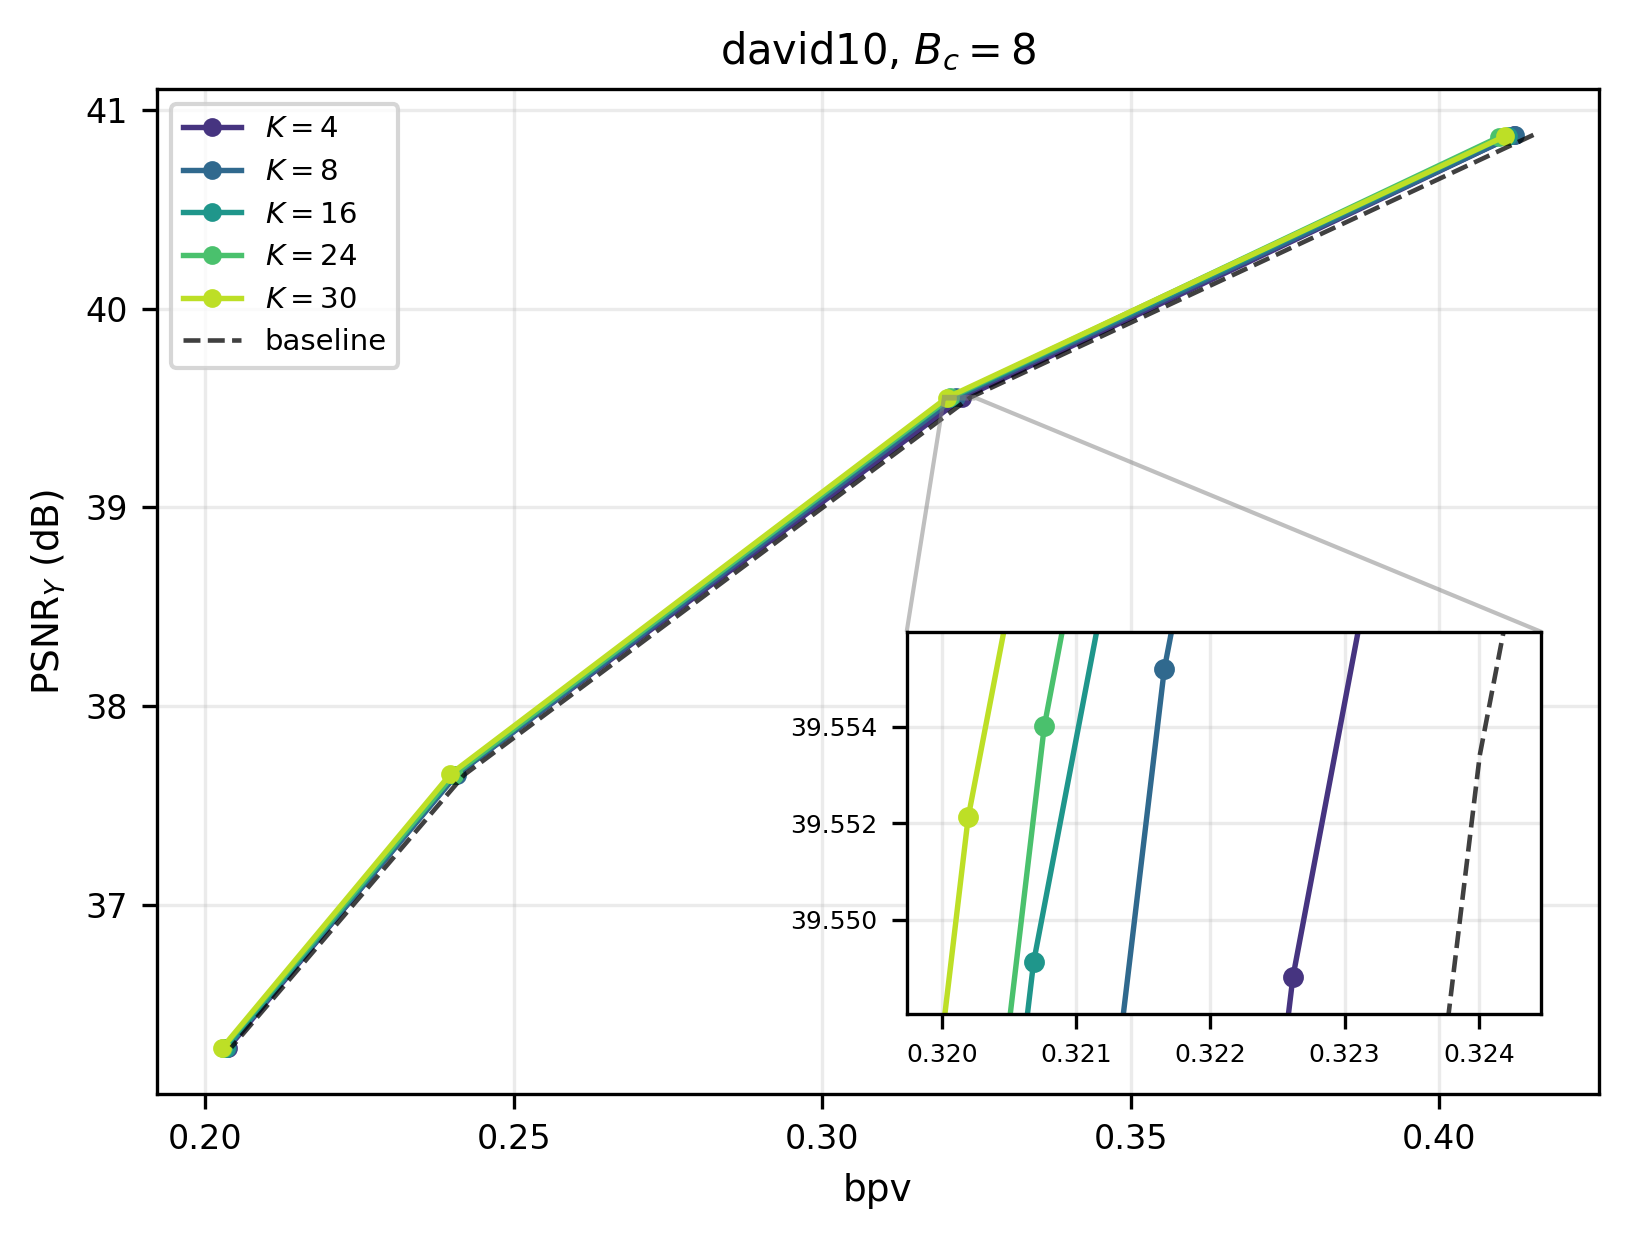 david10, B_c = 8
41
40
39
38
37
PSNR_Y (dB)
K = 4
K = 8
K = 16
K = 24
K = 30
baseline
39.554
39.552
39.550
0.320 0.321 0.322 0.323 0.324
0.20 0.25 0.30 0.35 0.40
bpv